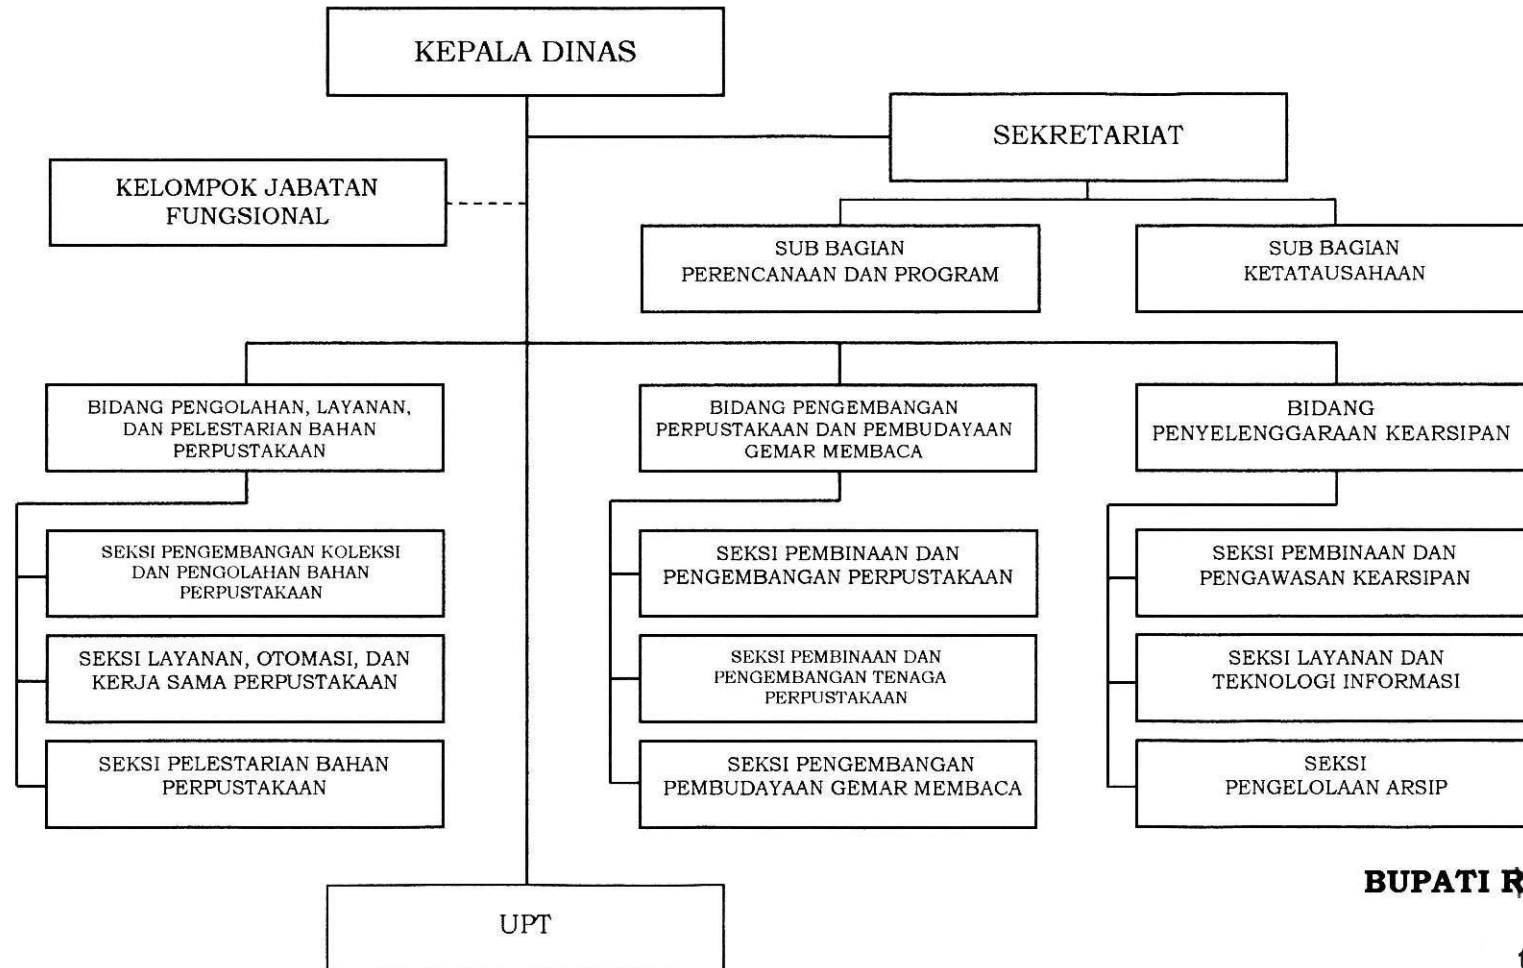 KEPALA DINAS
SEKRETARIAT
KELOMPOK JABATAN
FUNGSIONAL
SUB BAGIAN
PERENCANAAN DAN PROGRAM
SUB BAGIAN
KETATAUSAHAAN
BIDANG PENGOLAHAN, LAYANAN,
DAN PELESTARIAN BAHAN
PERPUSTAKAAN
BIDANG PENGEMBANGAN
PERPUSTAKAAN DAN PEMBUDAYAAN
GEMAR MEMBACA
BIDANG
PENYELENGGARAAN KEARSIPAN
SEKSI PENGEMBANGAN KOLEKSI
DAN PENGOLAHAN BAHAN
PERPUSTAKAAN
SEKSI PEMBINAAN DAN
PENGEMBANGAN PERPUSTAKAAN
SEKSI PEMBINAAN DAN
PENGAWASAN KEARSIPAN
SEKSI LAYANAN, OTOMASI, DAN
KERJA SAMA PERPUSTAKAAN
SEKSI PEMBINAAN DAN
PENGEMBANGAN TENAGA
PERPUSTAKAAN
SEKSI LAYANAN DAN
TEKNOLOGI INFORMASI
SEKSI PELESTARIAN BAHAN
PERPUSTAKAAN
SEKSI PENGEMBANGAN
PEMBUDAYAAN GEMAR MEMBACA
SEKSI
PENGELOLAAN ARSIP
BUPATI
UPT